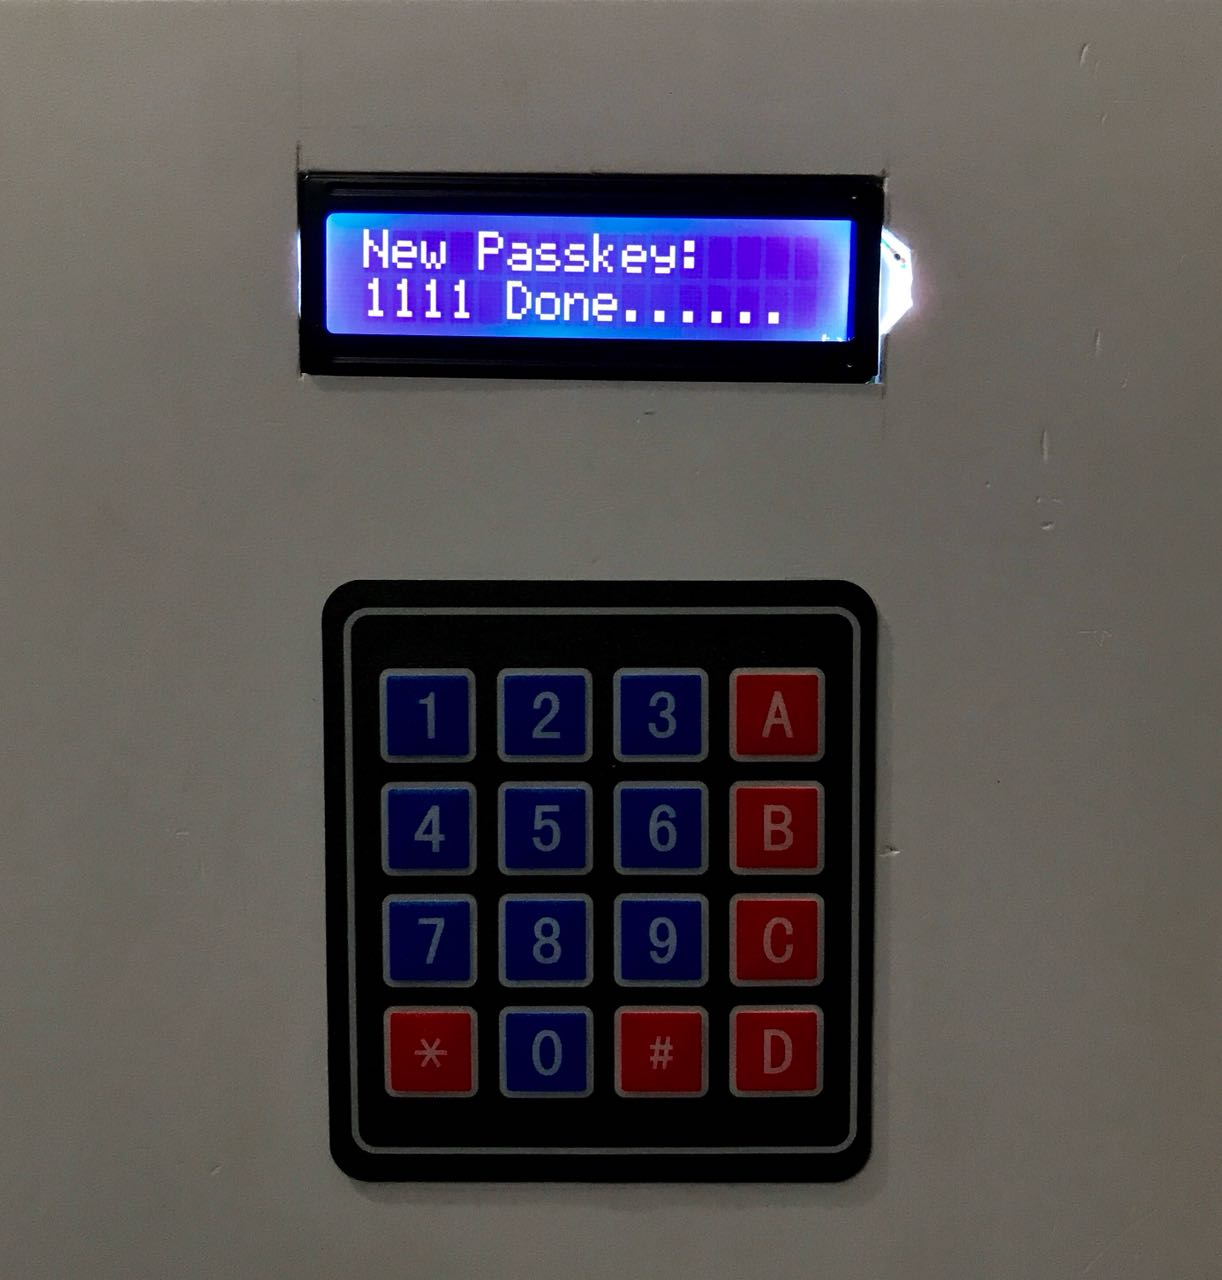 New Passkey:
1111 Done......
1 2 3 A
4 5 6 B
7 8 9 C
* 0 # D